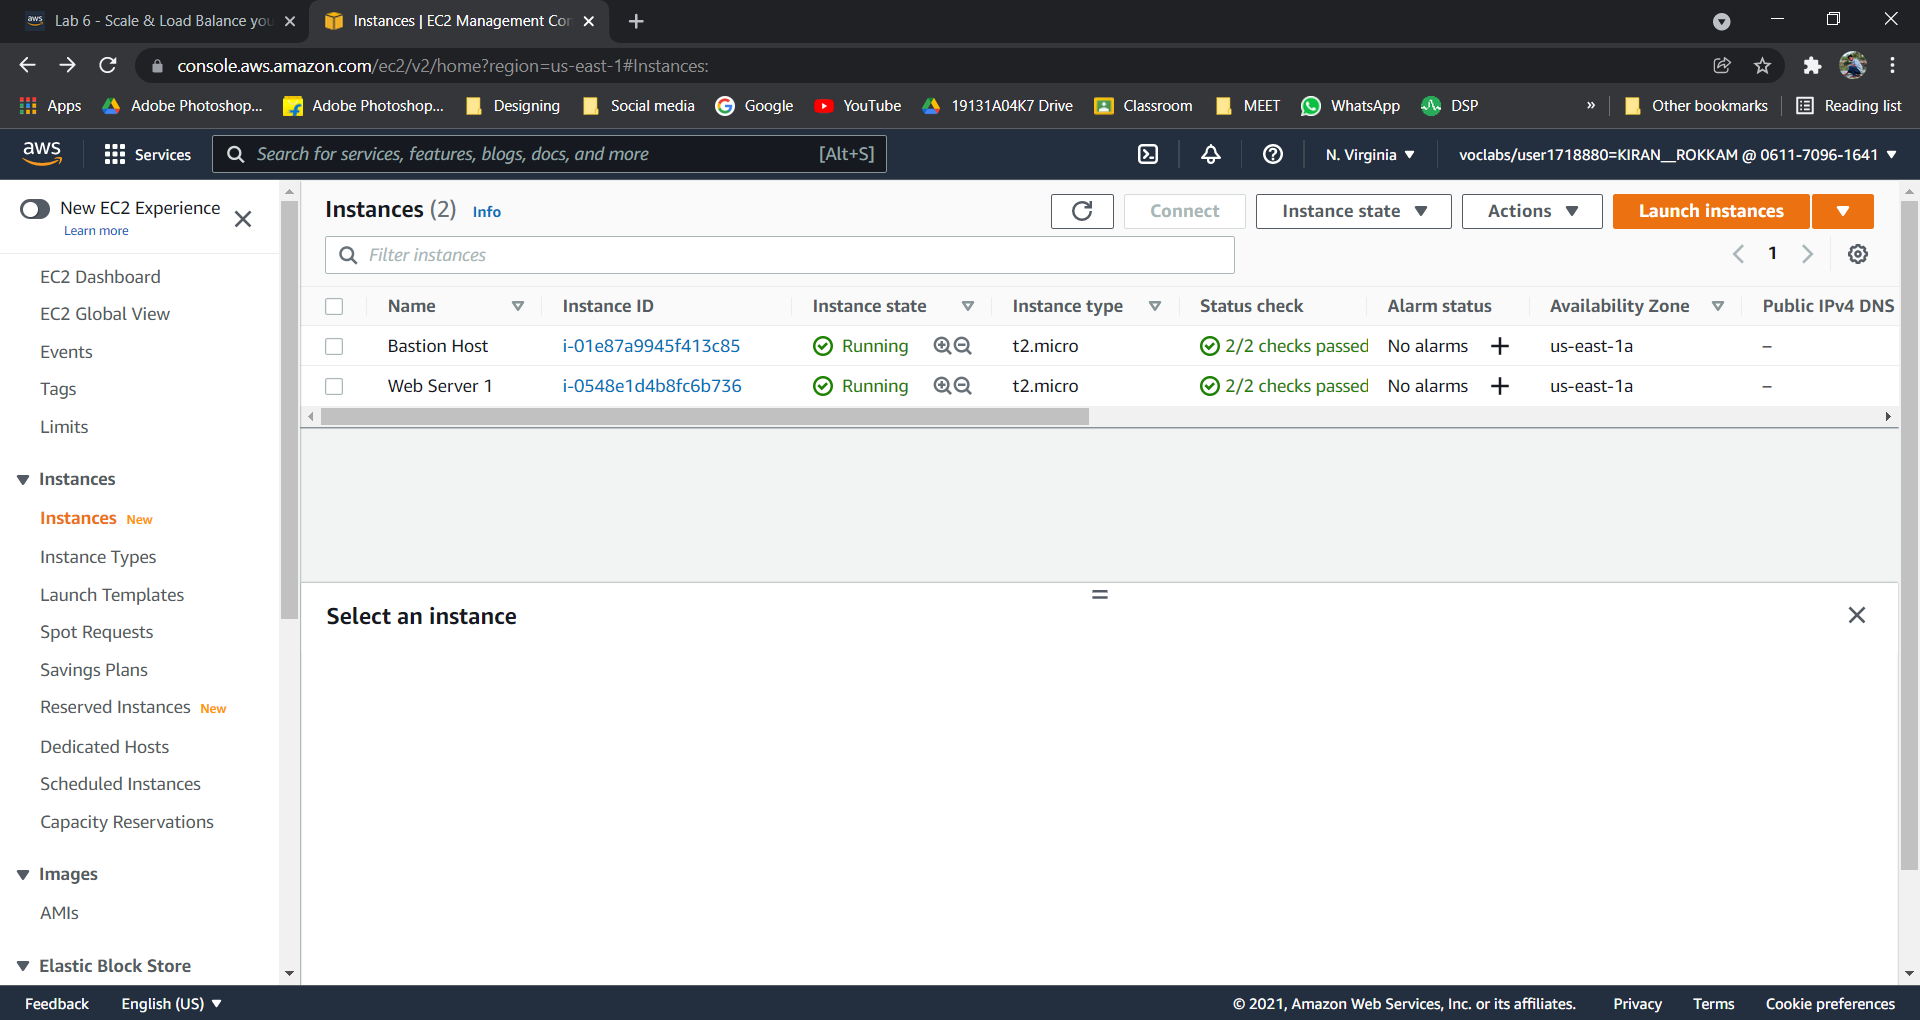 Lab 6 - Scale & Load Balance you
Instances | EC2 Management Con
console.aws.amazon.com/ec2/v2/home?region=us-east-1#Instances:
Apps
Adobe Photoshop...
Adobe Photoshop...
Designing
Social media
Google
YouTube
19131A04K7 Drive
Classroom
MEET
WhatsApp
DSP
»
Other bookmarks
Reading list
aws
Services
Search for services, features, blogs, docs, and more
[Alt+S]
N. Virginia
voclabs/user1718880=KIRAN__ROKKAM @ 0611-7096-1641
New EC2 Experience
Learn more
EC2 Dashboard
EC2 Global View
Events
Tags
Limits
Instances
Instances New
Instance Types
Launch Templates
Spot Requests
Savings Plans
Reserved Instances New
Dedicated Hosts
Scheduled Instances
Capacity Reservations
Images
AMIs
Elastic Block Store
Instances (2) Info
Connect
Instance state
Actions
Launch instances
Filter instances
1
Name Instance ID Instance state Instance type Status check Alarm status Availability Zone Public IPv4 DNS
Bastion Host i-01e87a9945f413c85 Running t2.micro 2/2 checks passed No alarms + us-east-1a –
Web Server 1 i-0548e1d4b8fc6b736 Running t2.micro 2/2 checks passed No alarms + us-east-1a –
Select an instance
Feedback
English (US)
© 2021, Amazon Web Services, Inc. or its affiliates.
Privacy
Terms
Cookie preferences